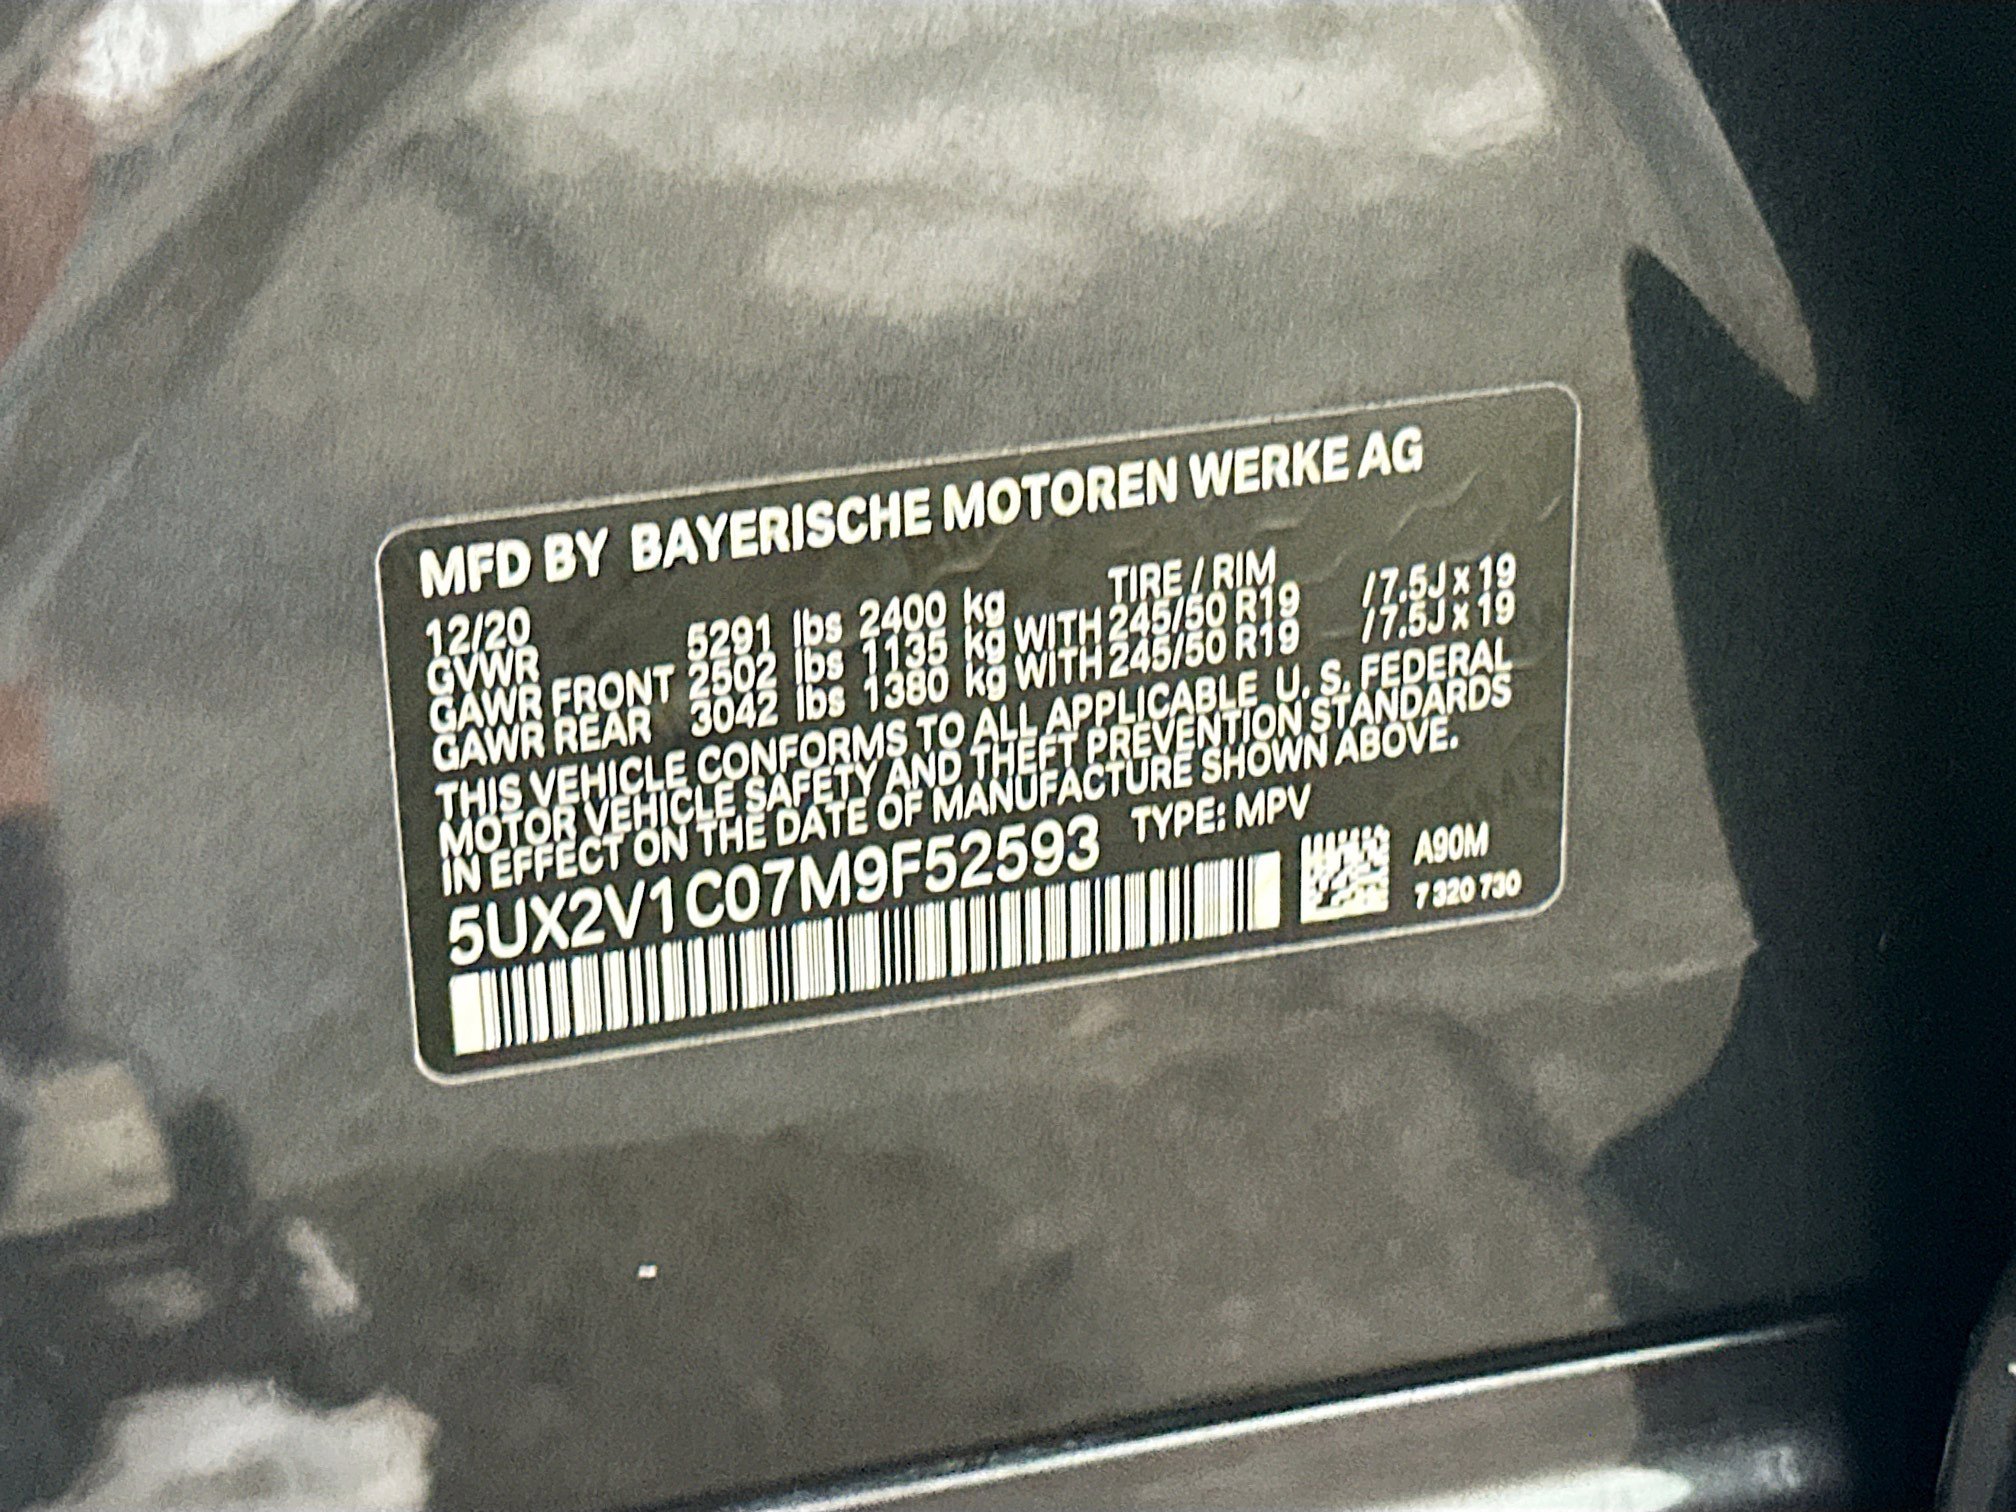 MFD BY BAYERISCHE MOTOREN WERKE AG
12/20 TIRE / RIM
GVWR 5291 lbs 2400 kg
GAWR FRONT 2502 lbs 1135 kg WITH 245/50 R19 / 7.5J x 19
GAWR REAR 3042 lbs 1380 kg WITH 245/50 R19 / 7.5J x 19
THIS VEHICLE CONFORMS TO ALL APPLICABLE U. S. FEDERAL
MOTOR VEHICLE SAFETY AND THEFT PREVENTION STANDARDS
IN EFFECT ON THE DATE OF MANUFACTURE SHOWN ABOVE.
5UX2V1C07M9F52593 TYPE: MPV
A90M
7 320 730